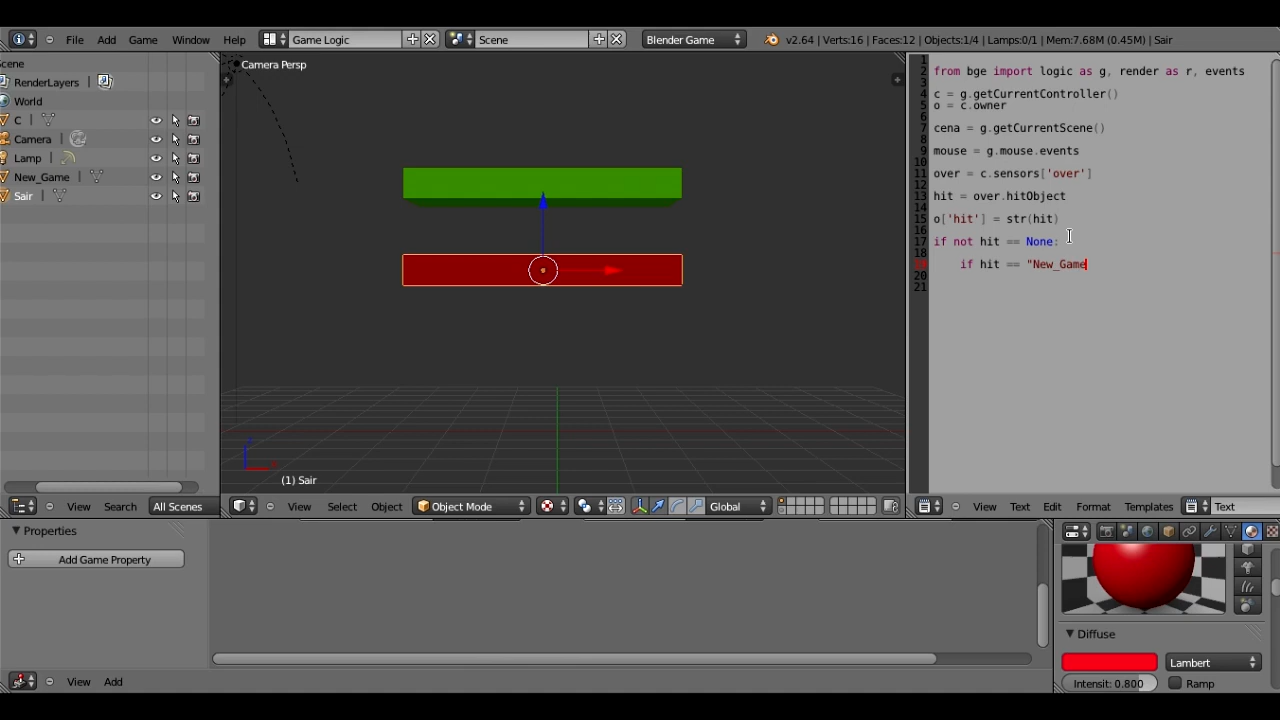 File Add Game Window Help Game Logic Scene Blender Game v2.64 | Verts:16 | Faces:12 | Objects:1/4 | Lamps:0/1 | Mem:7.68M (0.45M) | Sair
cene
RenderLayers
World
C
Camera
Lamp
New_Game
Sair
View Search All Scenes
Camera Persp
(1) Sair
View Select Object Object Mode Global
1
2 from bge import logic as g, render as r, events
3
4 c = g.getCurrentController()
5 o = c.owner
6
7 cena = g.getCurrentScene()
8
9 mouse = g.mouse.events
10
11 over = c.sensors['over']
12
13 hit = over.hitObject
14
15 o['hit'] = str(hit)
16
17 if not hit == None:
18
19 if hit == "New_Game
20
21
View Text Edit Format Templates Text
Properties
Add Game Property
View Add
Diffuse
Lambert
Intensit: 0.800 Ramp